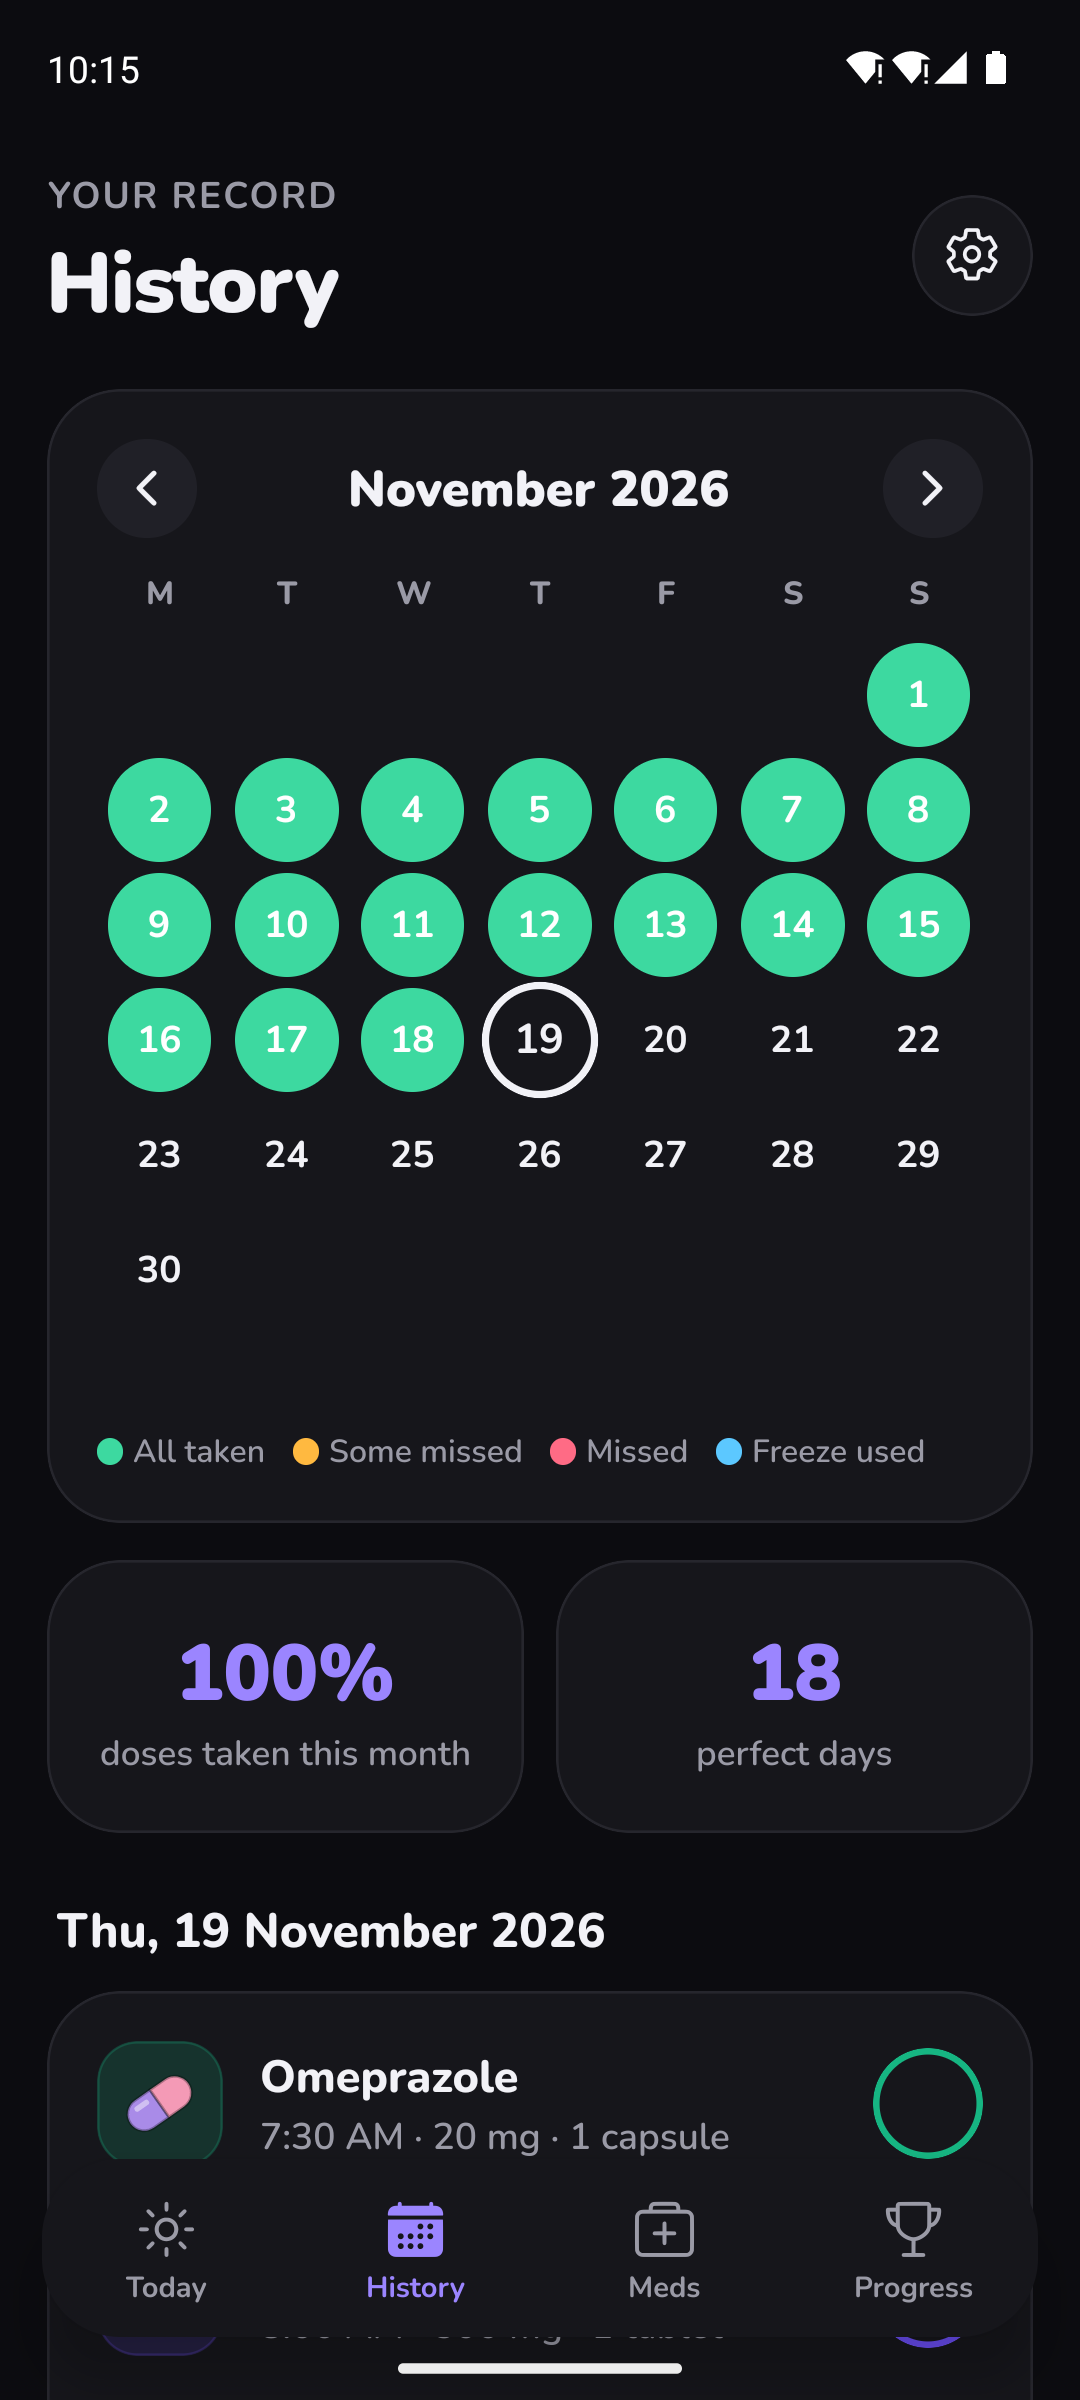 10:15
YOUR RECORD
History
November 2026
M T W T F S S
1
2 3 4 5 6 7 8
9 10 11 12 13 14 15
16 17 18 19 20 21 22
23 24 25 26 27 28 29
30
All taken Some missed Missed Freeze used
100%
doses taken this month
18
perfect days
Thu, 19 November 2026
Omeprazole
7:30 AM · 20 mg · 1 capsule
Today History Meds Progress